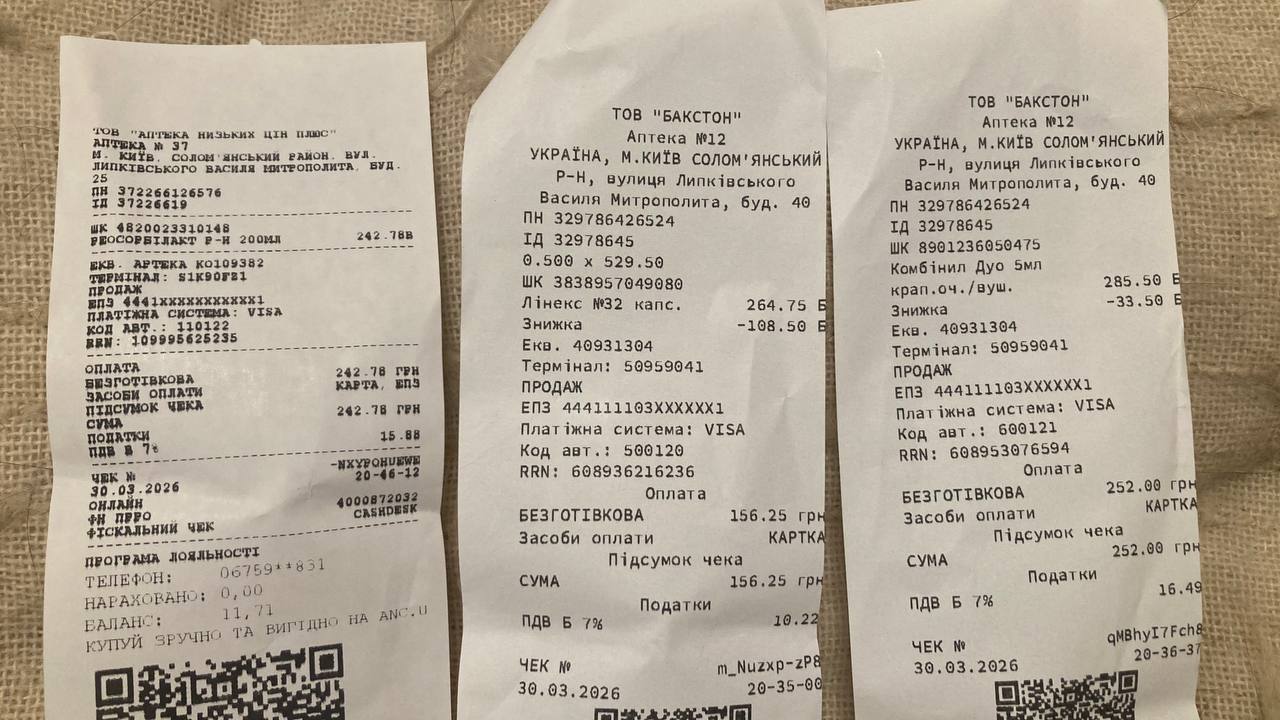 ТОВ "АПТЕКА НИЗЬКИХ ЦІН ПЛЮС"
АПТЕКА № 37
М. КИЇВ, СОЛОМ'ЯНСЬКИЙ РАЙОН, ВУЛ.
ЛИПКІВСЬКОГО ВАСИЛЯ МИТРОПОЛИТА, БУД.
25
ПН 372266126576
ІД 37226619
ШК 4820023310148
РЕОСОРБІЛАКТ Р-Н 200МЛ 242.78В
ЕКВ. АРТЕКА K0109382
ТЕРМІНАЛ: S1K90F81
ПРОДАЖ
ЕПЗ 4441XXXXXXXXXXX1
ПЛАТІЖНА СИСТЕМА: VISA
КОД АВТ.: 110122
RRN: 109995625235
ОПЛАТА
БЕЗГОТІВКОВА 242.78 ГРН
ЗАСОБИ ОПЛАТИ КАРТА, ЕПЗ
ПІДСУМОК ЧЕКА
СУМА 242.78 ГРН
ПОДАТКИ
ПДВ В 7% 15.88
ЧЕК № -NXYPOHUEWE
30.03.2026 20-46-12
ОНЛАЙН
ФН ПРРО 4000872032
ФІСКАЛЬНИЙ ЧЕК CASHDESK
ПРОГРАМА ЛОЯЛЬНОСТІ
ТЕЛЕФОН: 06759**831
НАРАХОВАНО: 0,00
БАЛАНС: 11,71
КУПУЙ ЗРУЧНО ТА ВИГІДНО НА ANC.U
ТОВ "БАКСТОН"
Аптека №12
УКРАЇНА, М.КИЇВ СОЛОМ'ЯНСЬКИЙ
Р-Н, вулиця Липківського
Василя Митрополита, буд. 40
ПН 329786426524
ІД 32978645
0.500 x 529.50
ШК 3838957049080
Лінекс №32 капс. 264.75 Б
Знижка -108.50 Б
Екв. 40931304
Термінал: 50959041
ПРОДАЖ
ЕПЗ 444111103XXXXXX1
Платіжна система: VISA
Код авт.: 500120
RRN: 608936216236
Оплата
БЕЗГОТІВКОВА 156.25 грн
Засоби оплати КАРТКА
Підсумок чека
СУМА 156.25 грн
Податки
ПДВ Б 7% 10.22
ЧЕК № m_Nuzxp-zP8
30.03.2026 20-35-00
ТОВ "БАКСТОН"
Аптека №12
УКРАЇНА, М.КИЇВ СОЛОМ'ЯНСЬКИЙ
Р-Н, вулиця Липківського
Василя Митрополита, буд. 40
ПН 329786426524
ІД 32978645
ШК 8901236050475
Комбініл Дуо 5мл
крап.оч./вуш. 285.50 Б
Знижка -33.50 Б
Екв. 40931304
Термінал: 50959041
ПРОДАЖ
ЕПЗ 444111103XXXXXX1
Платіжна система: VISA
Код авт.: 600121
RRN: 608953076594
Оплата
БЕЗГОТІВКОВА 252.00 грн
Засоби оплати КАРТКА
Підсумок чека
СУМА 252.00 грн
Податки
ПДВ Б 7% 16.49
ЧЕК № qMBhyI7Fch8
30.03.2026 20-36-37